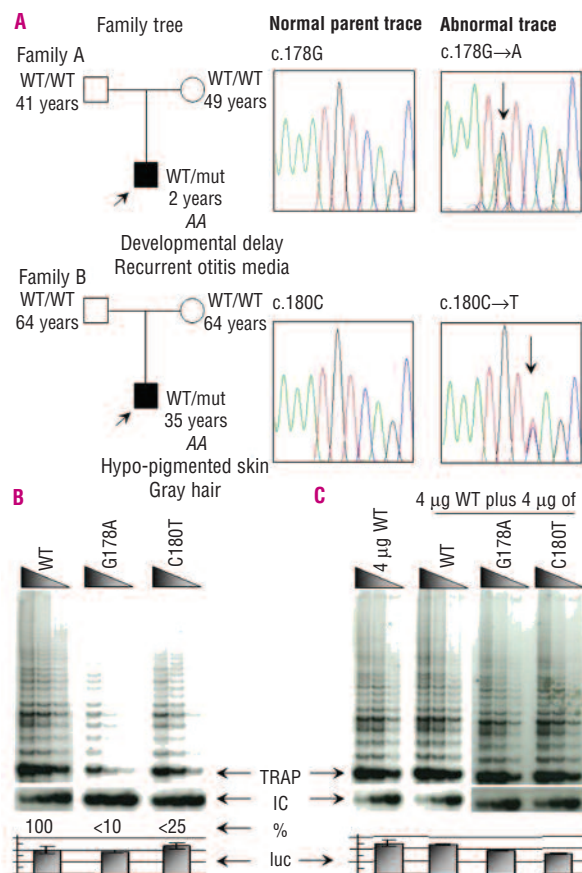 A
Family tree
Normal parent trace
Abnormal trace
Family A
c.178G
c.178G→A
WT/WT
41 years
WT/WT
49 years
WT/mut
2 years
AA
Developmental delay
Recurrent otitis media
Family B
c.180C
c.180C→T
WT/WT
64 years
WT/WT
64 years
WT/mut
35 years
AA
Hypo-pigmented skin
Gray hair
B
WT
G178A
C180T
C
4 µg WT plus 4 µg of
4 µg WT
WT
G178A
C180T
TRAP
IC
100 <10 <25
%
luc